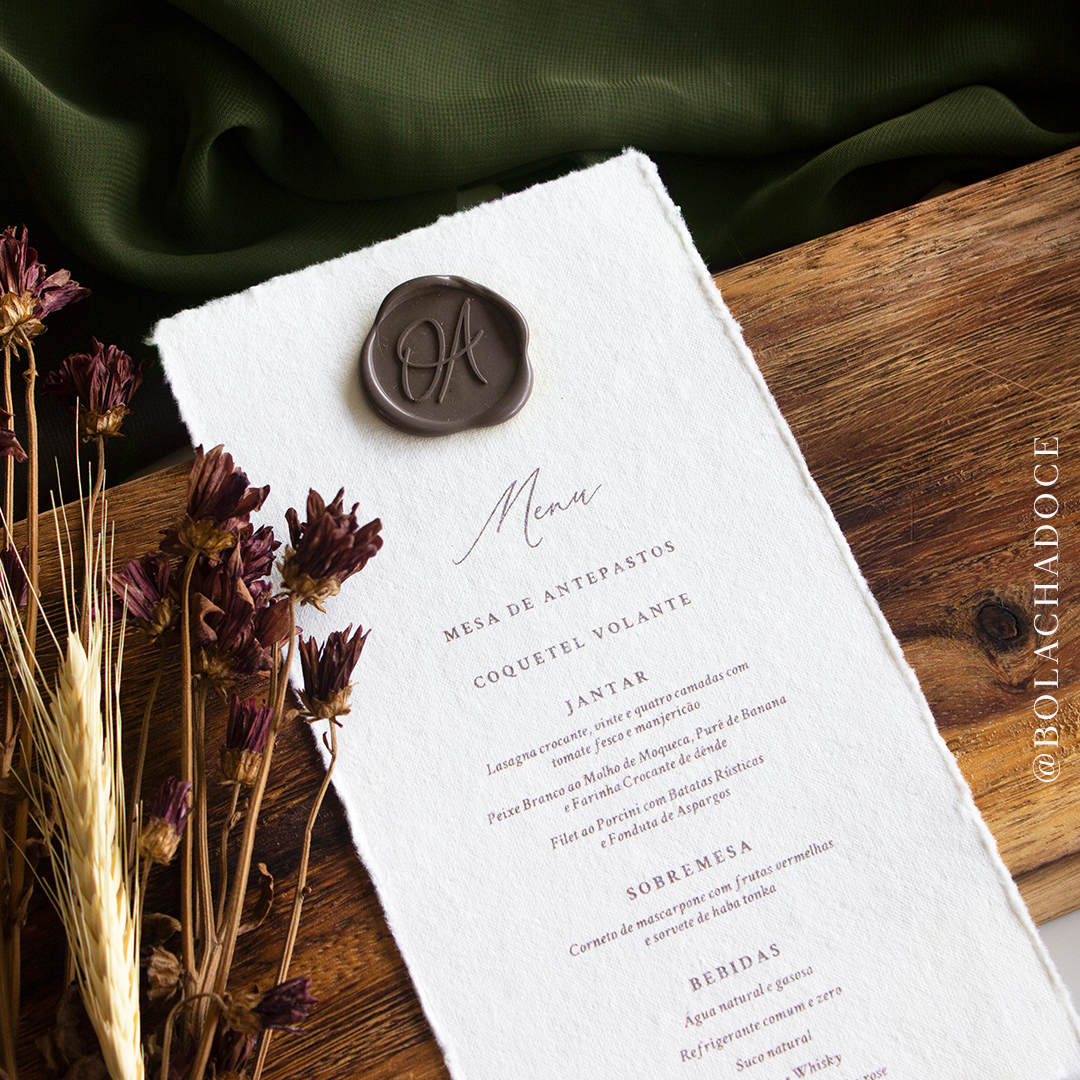 OA
Menu
MESA DE ANTEPASTOS
COQUETEL VOLANTE
JANTAR
Lasagna crocante, vinte e quatro camadas com
tomate fesco e manjericão
Peixe Branco ao Molho de Moqueca, Purê de Banana
e Farinha Crocante de dênde
Filet ao Porcini com Batatas Rústicas
e Fonduta de Aspargos
SOBREMESA
Corneto de mascarpone com frutas vermelhas
e sorvete de haba tonka
BEBIDAS
Água natural e gasosa
Refrigerante comum e zero
Suco natural
Whisky
rose
@BOLACHADOCE